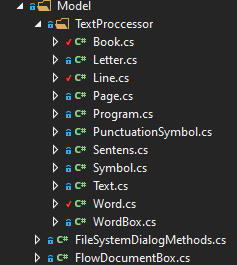 Model
TextProccessor
C# Book.cs
C# Letter.cs
C# Line.cs
C# Page.cs
C# Program.cs
C# PunctuationSymbol.cs
C# Sentens.cs
C# Symbol.cs
C# Text.cs
C# Word.cs
C# WordBox.cs
C# FileSystemDialogMethods.cs
C# FlowDocumentBox.cs